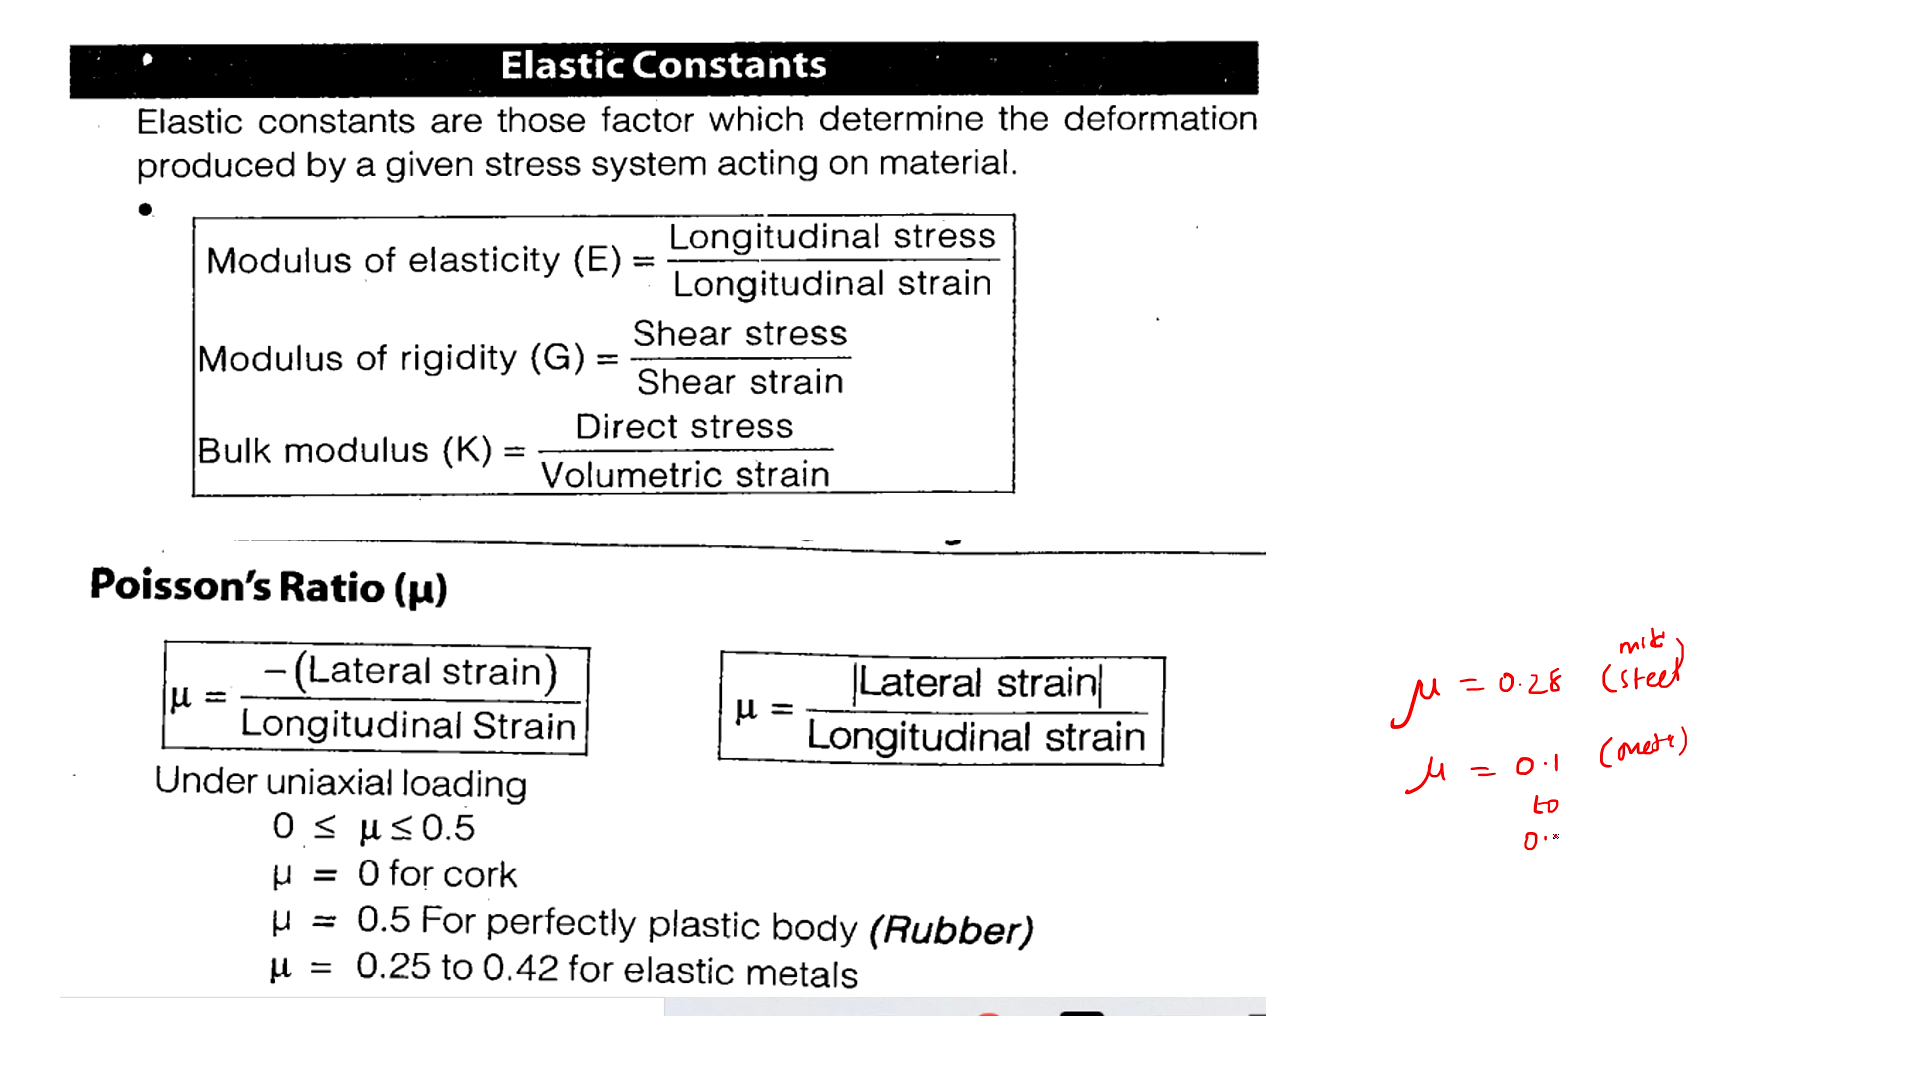 Elastic Constants
Elastic constants are those factor which determine the deformation
produced by a given stress system acting on material.
• Modulus of elasticity (E) = Longitudinal stress / Longitudinal strain
Modulus of rigidity (G) = Shear stress / Shear strain
Bulk modulus (K) = Direct stress / Volumetric strain
Poisson's Ratio (μ)
μ = –(Lateral strain) / Longitudinal Strain
μ = |Lateral strain| / Longitudinal strain
Under uniaxial loading
0 ≤ μ ≤ 0.5
μ = 0 for cork
μ = 0.5 For perfectly plastic body (Rubber)
μ = 0.25 to 0.42 for elastic metals
μ = 0.28 (steel)
μ = 0.1
to
0.